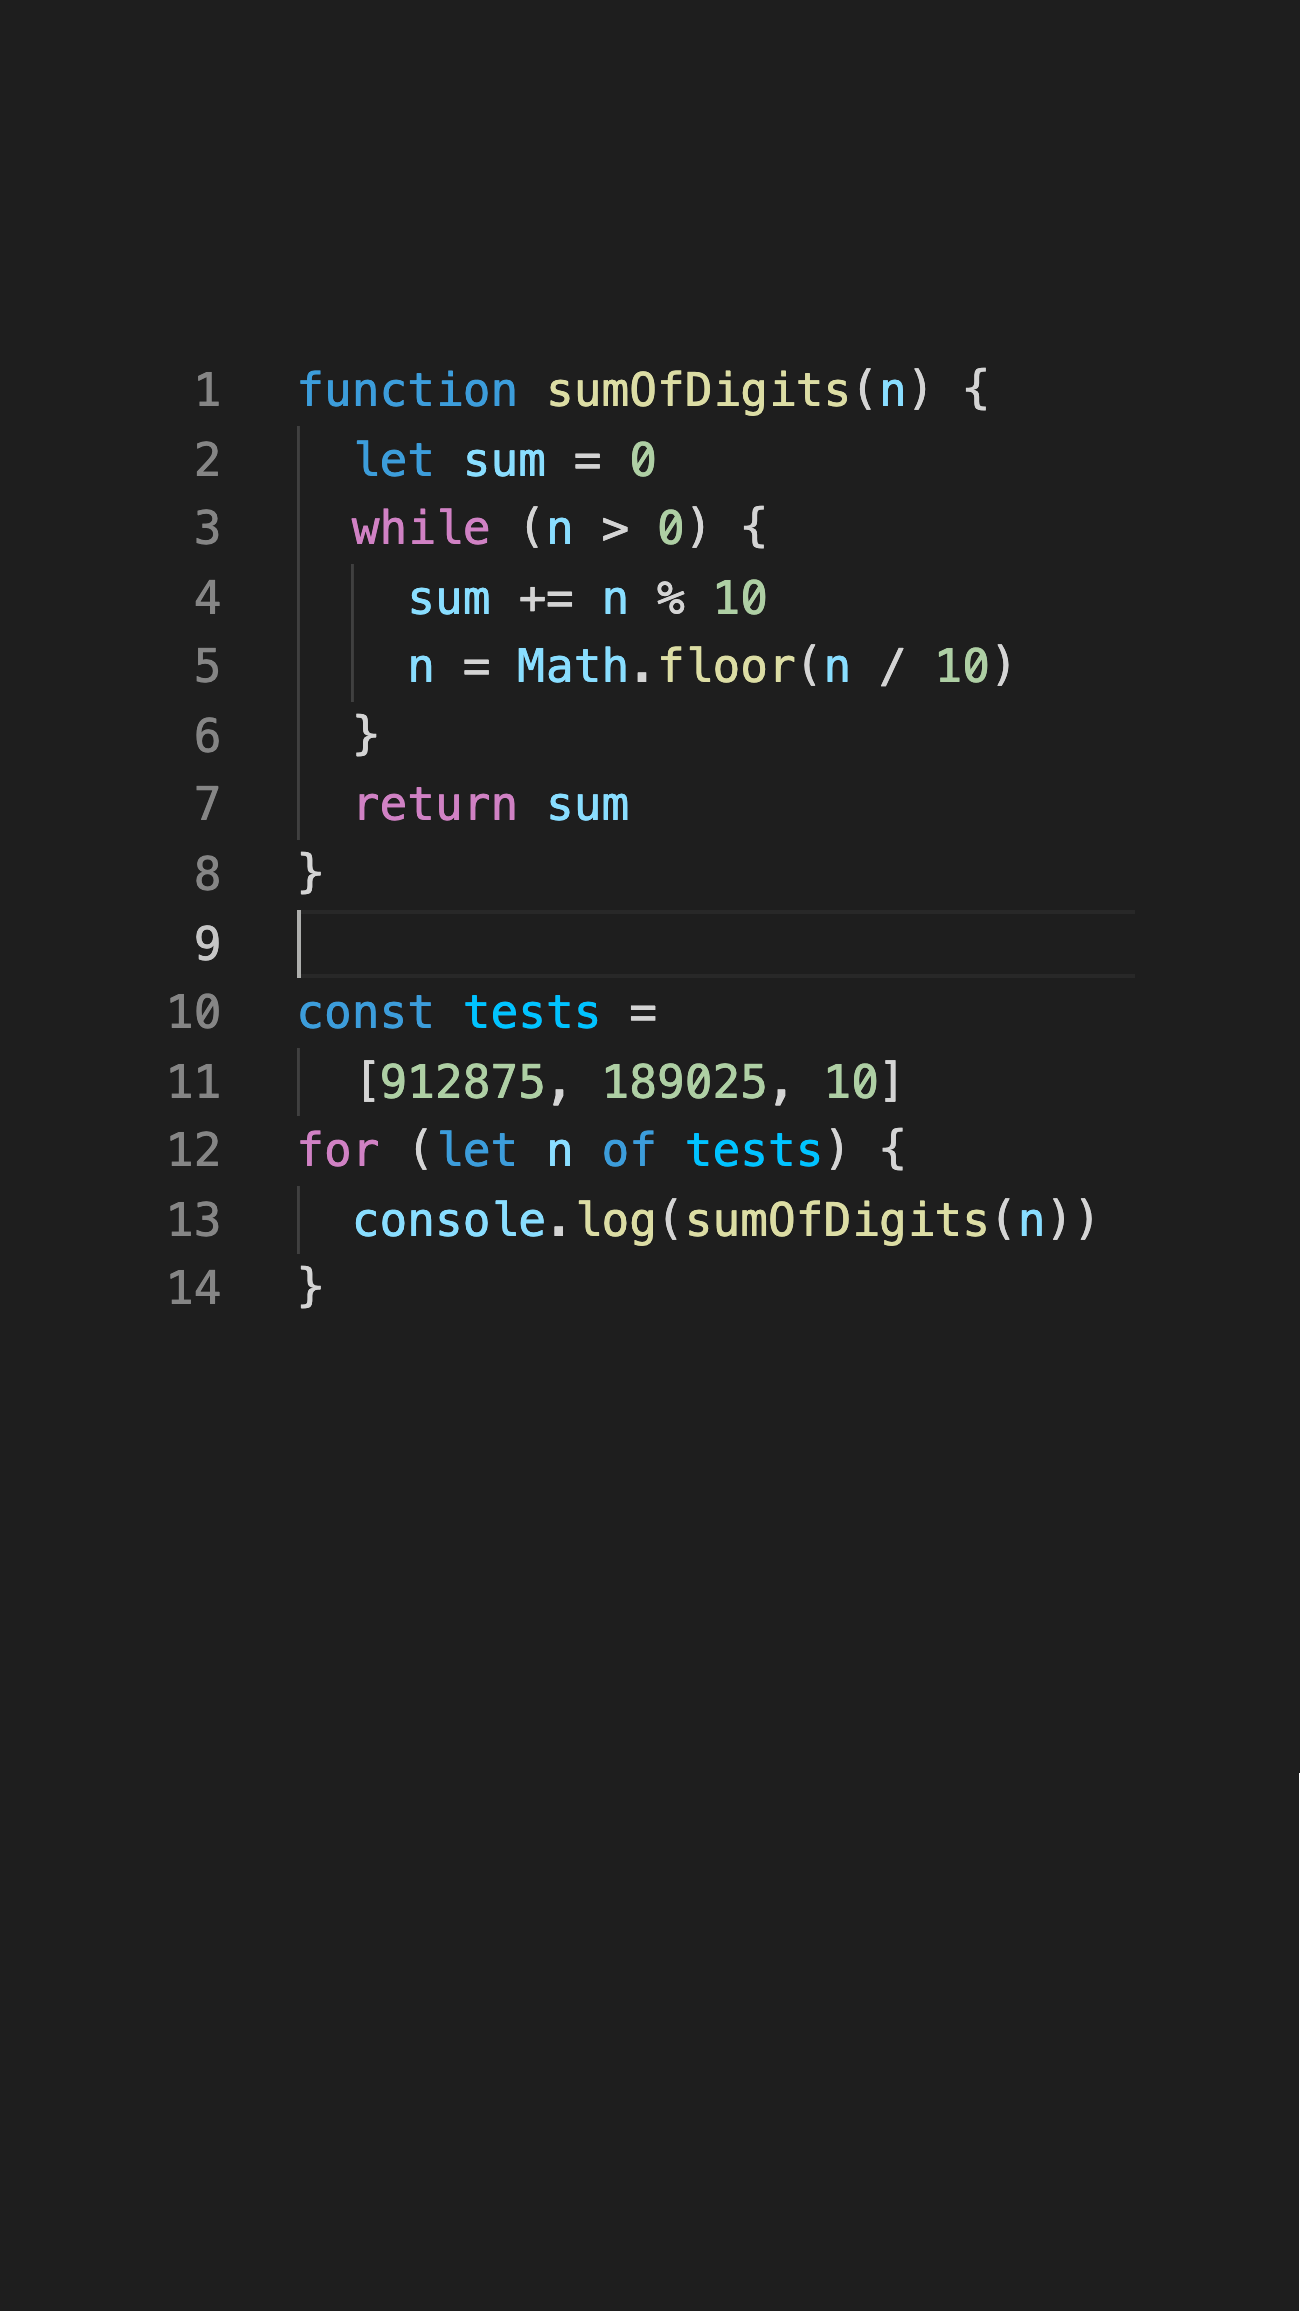 1 function sumOfDigits(n) {
2   let sum = 0
3   while (n > 0) {
4     sum += n % 10
5     n = Math.floor(n / 10)
6   }
7   return sum
8 }
9
10 const tests =
11   [912875, 189025, 10]
12 for (let n of tests) {
13   console.log(sumOfDigits(n))
14 }